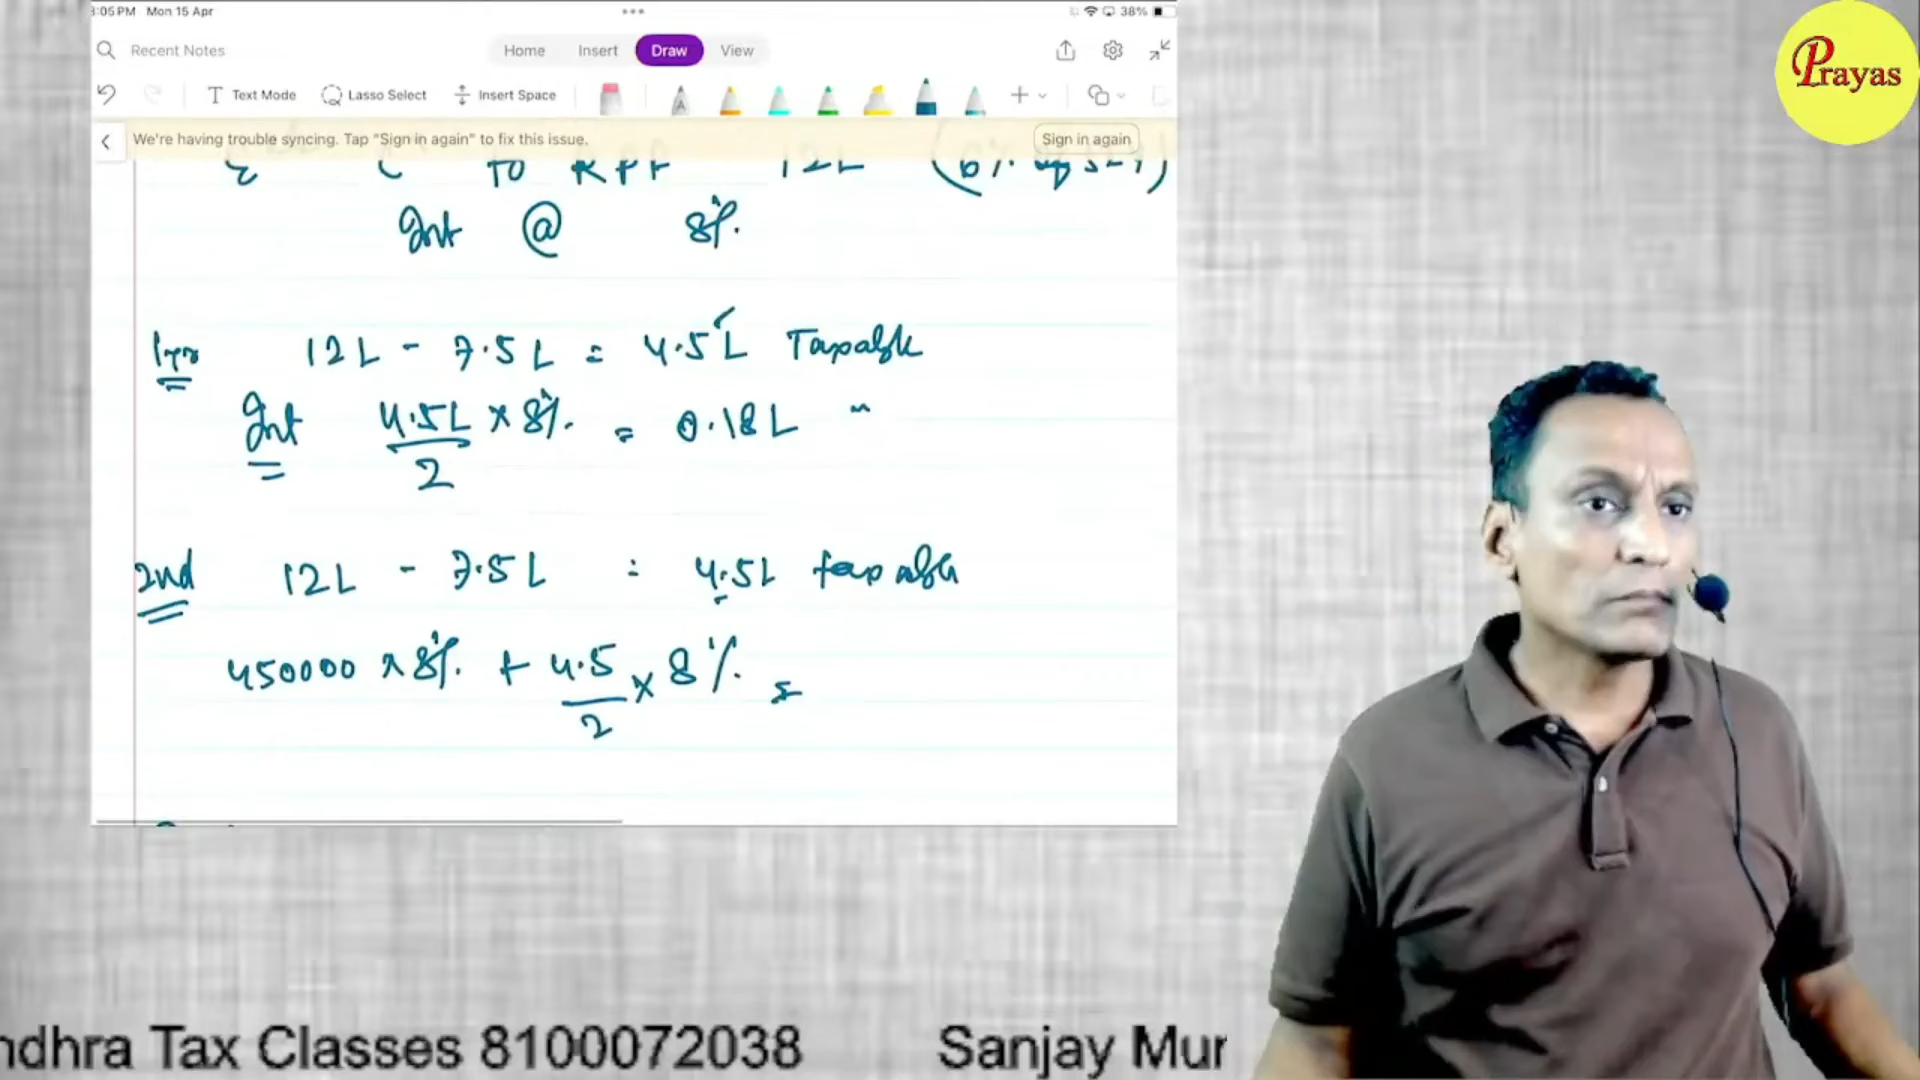 3:05 PM Mon 15 Apr
38%
Recent Notes
Home Insert Draw View
Text Mode Lasso Select Insert Space
We're having trouble syncing. Tap "Sign in again" to fix this issue. Sign in again
to RPF 12L
Int @ 8%.
1yr 12L - 7.5L = 4.5L Taxable
Int 4.5L/2 × 8%. = 0.18L "
2nd 12L - 7.5L = 4.5L taxable
450000 × 8%. + 4.5/2 × 8%. =
Prayas
ndhra Tax Classes 8100072038 Sanjay Mur